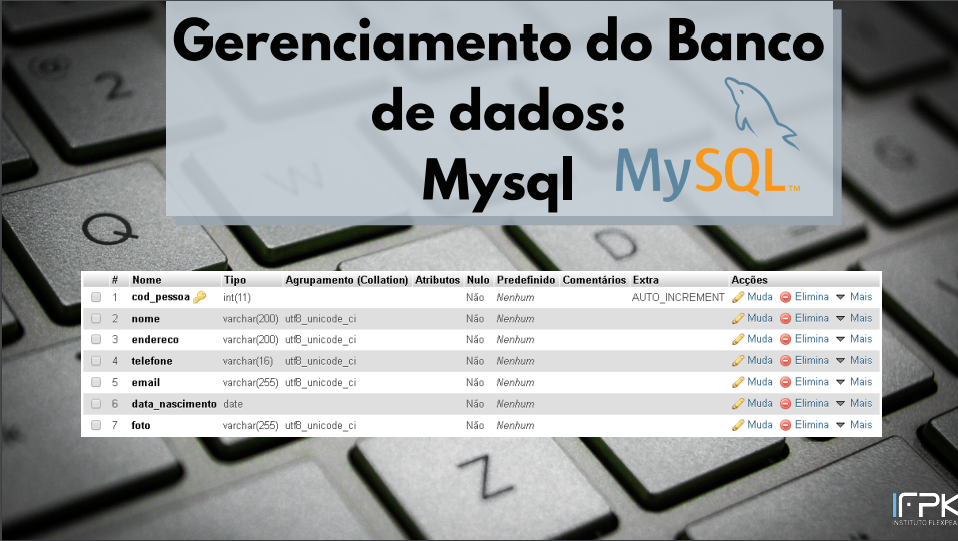 Gerenciamento do Banco
de dados:
Mysql
MySQL™
# Nome Tipo Agrupamento (Collation) Atributos Nulo Predefinido Comentários Extra Acções
1 cod_pessoa int(11) Não Nenhum AUTO_INCREMENT Muda Elimina Mais
2 nome varchar(200) utf8_unicode_ci Não Nenhum Muda Elimina Mais
3 endereco varchar(200) utf8_unicode_ci Não Nenhum Muda Elimina Mais
4 telefone varchar(16) utf8_unicode_ci Não Nenhum Muda Elimina Mais
5 email varchar(255) utf8_unicode_ci Não Nenhum Muda Elimina Mais
6 data_nascimento date Não Nenhum Muda Elimina Mais
7 foto varchar(255) utf8_unicode_ci Não Nenhum Muda Elimina Mais
@
2
W
Q
D
G
Z
IFPK
INSTITUTO FLEXPEA